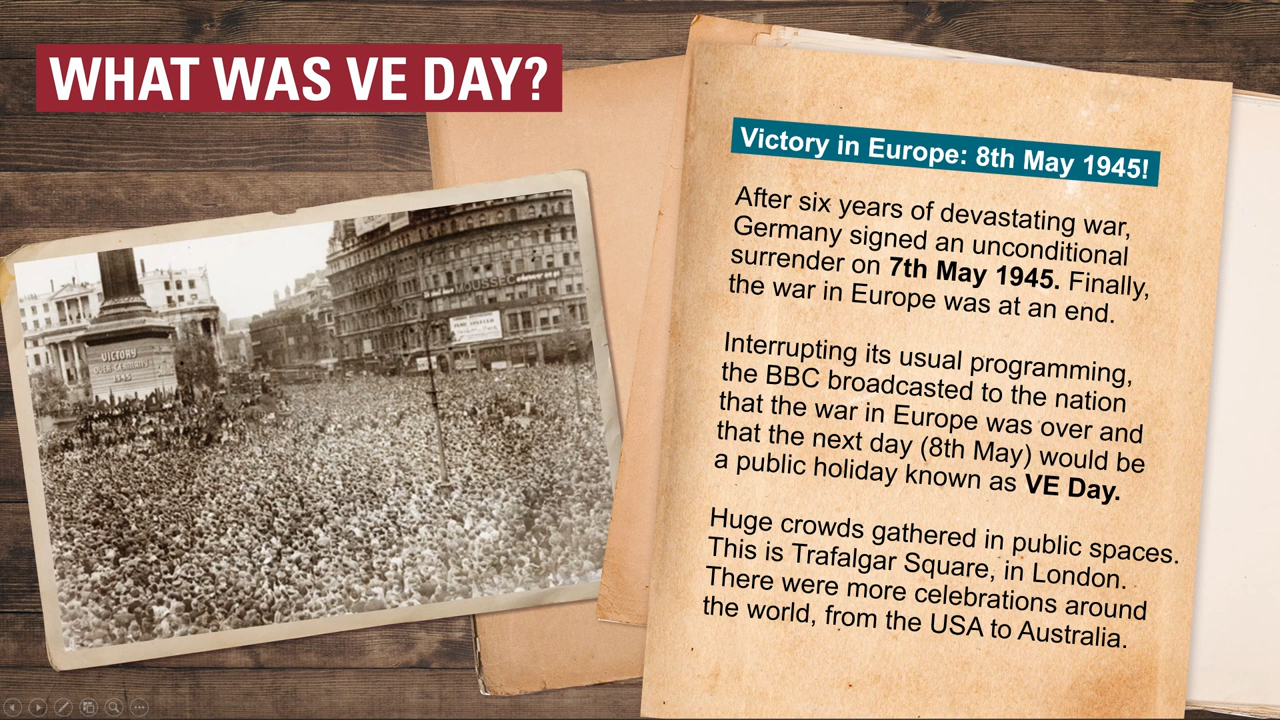 WHAT WAS VE DAY?
VICTORY
OVER GERMANY
1945
Victory in Europe: 8th May 1945!
After six years of devastating war,
Germany signed an unconditional
surrender on 7th May 1945. Finally,
the war in Europe was at an end.
Interrupting its usual programming,
the BBC broadcasted to the nation
that the war in Europe was over and
that the next day (8th May) would be
a public holiday known as VE Day.
Huge crowds gathered in public spaces.
This is Trafalgar Square, in London.
There were more celebrations around
the world, from the USA to Australia.